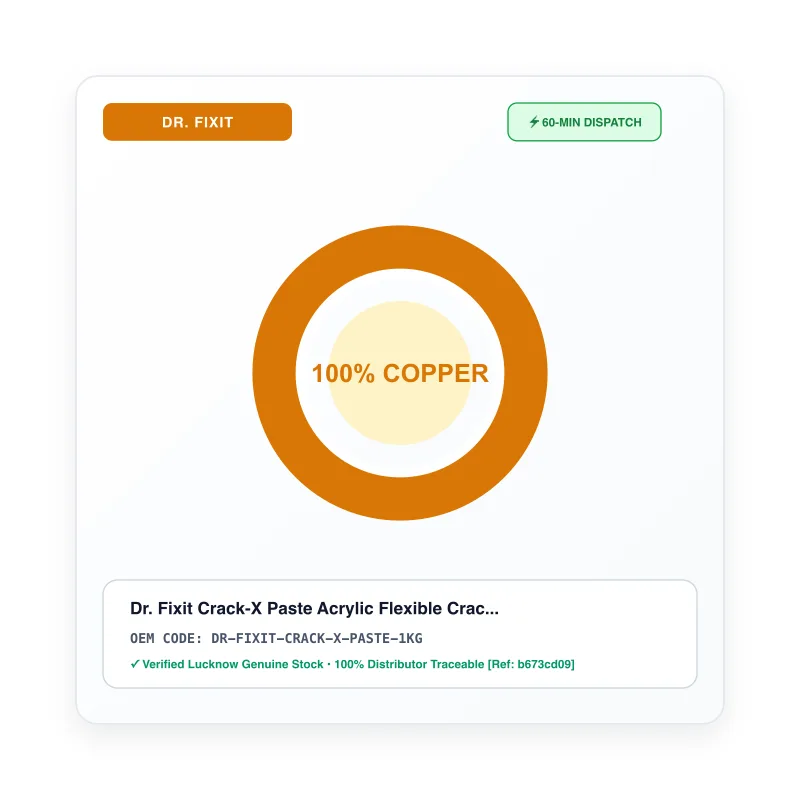 DR. FIXIT
⚡60-MIN DISPATCH
100% COPPER
Dr. Fixit Crack-X Paste Acrylic Flexible Crac...
OEM CODE: DR-FIXIT-CRACK-X-PASTE-1KG
✓ Verified Lucknow Genuine Stock · 100% Distributor Traceable [Ref: b673cd09]